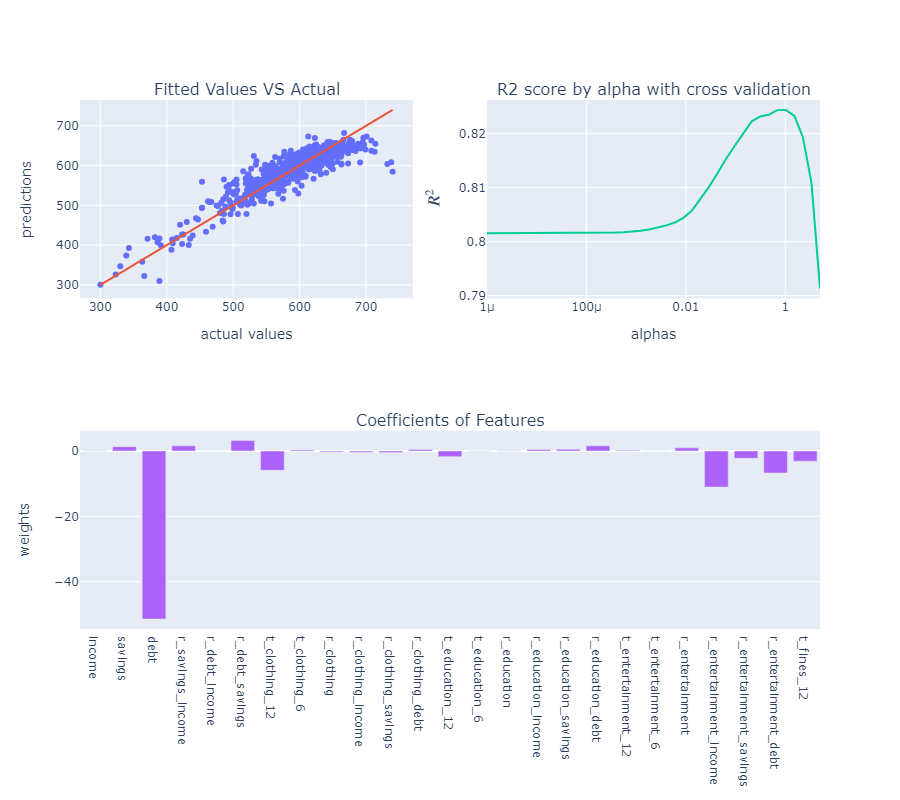 Fitted Values VS Actual
R2 score by alpha with cross validation
700
600
500
400
300
predictions
300
400
500
600
700
actual values
0.82
0.81
0.8
0.79
R²
1μ
100μ
0.01
1
alphas
Coefficients of Features
0
−20
−40
weights
Income
savings
debt
r_savings_income
r_debt_income
r_debt_savings
t_clothing_12
t_clothing_6
r_clothing
r_clothing_income
r_clothing_savings
r_clothing_debt
t_education_12
t_education_6
r_education
r_education_income
r_education_savings
r_education_debt
t_entertainment_12
t_entertainment_6
r_entertainment
r_entertainment_income
r_entertainment_savings
r_entertainment_debt
t_fines_12